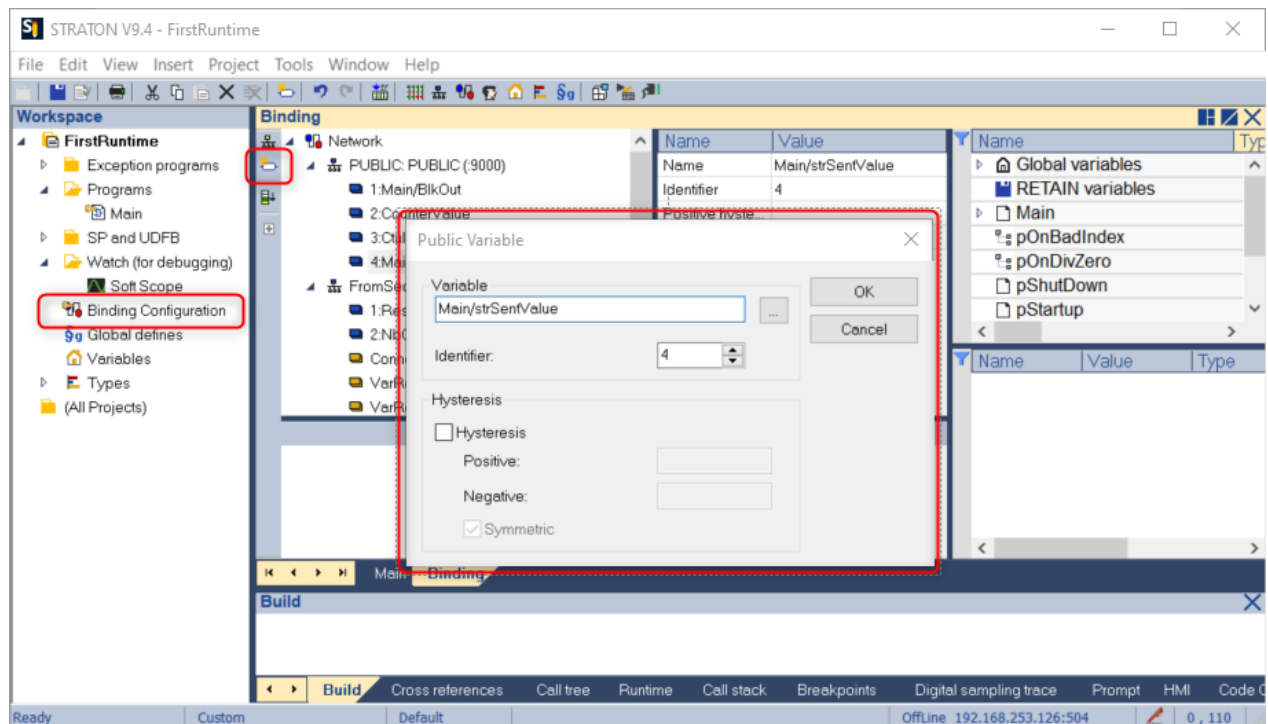 STRATON V9.4 - FirstRuntime
File Edit View Insert Project Tools Window Help
Workspace
FirstRuntime
Exception programs
Programs
Main
SP and UDFB
Watch (for debugging)
Soft Scope
Binding Configuration
Global defines
Variables
Types
(All Projects)
Binding
Network
PUBLIC: PUBLIC (:9000)
1:Main/BlkOut
2:CounterValue
3:Ctu
4:Mai
FromSe
1:Res
2:Nb
Conn
VarR
VarR
Name Value
Name Main/strSentValue
Identifier 4
Positive hyste...
Public Variable
Variable
Main/strSentValue
...
Identifier:
4
Hysteresis
Hysteresis
Positive:
Negative:
Symmetric
OK
Cancel
Name Typ
Global variables
RETAIN variables
Main
pOnBadIndex
pOnDivZero
pShutDown
pStartup
Name Value Type
Main Binding
Build
Build Cross references Call tree Runtime Call stack Breakpoints Digital sampling trace Prompt HMI Code
Ready Custom Default OffLine 192.168.253.126:504 0 , 110